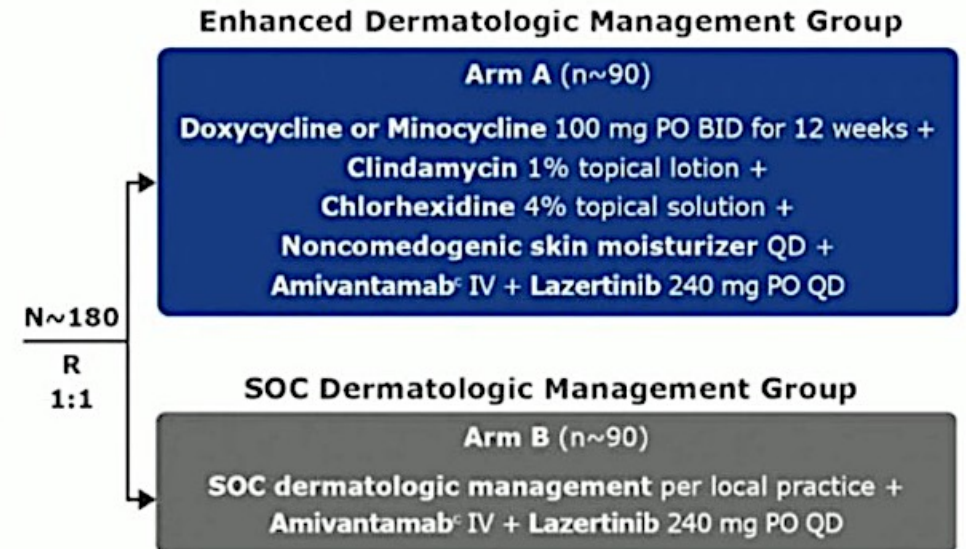 Enhanced Dermatologic Management Group
Arm A (n~90)
Doxycycline or Minocycline 100 mg PO BID for 12 weeks +
Clindamycin 1% topical lotion +
Chlorhexidine 4% topical solution +
Noncomedogenic skin moisturizer QD +
Amivantamabᶜ IV + Lazertinib 240 mg PO QD
N~180
R
1:1
SOC Dermatologic Management Group
Arm B (n~90)
SOC dermatologic management per local practice +
Amivantamabᶜ IV + Lazertinib 240 mg PO QD